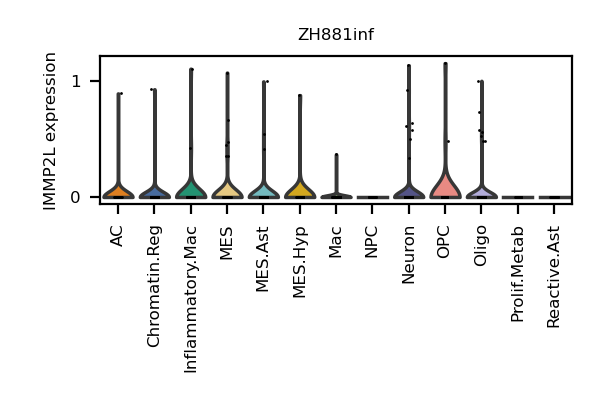 ZH881inf
IMMP2L expression
1
0
AC
Chromatin.Reg
Inflammatory.Mac
MES
MES.Ast
MES.Hyp
Mac
NPC
Neuron
OPC
Oligo
Prolif.Metab
Reactive.Ast